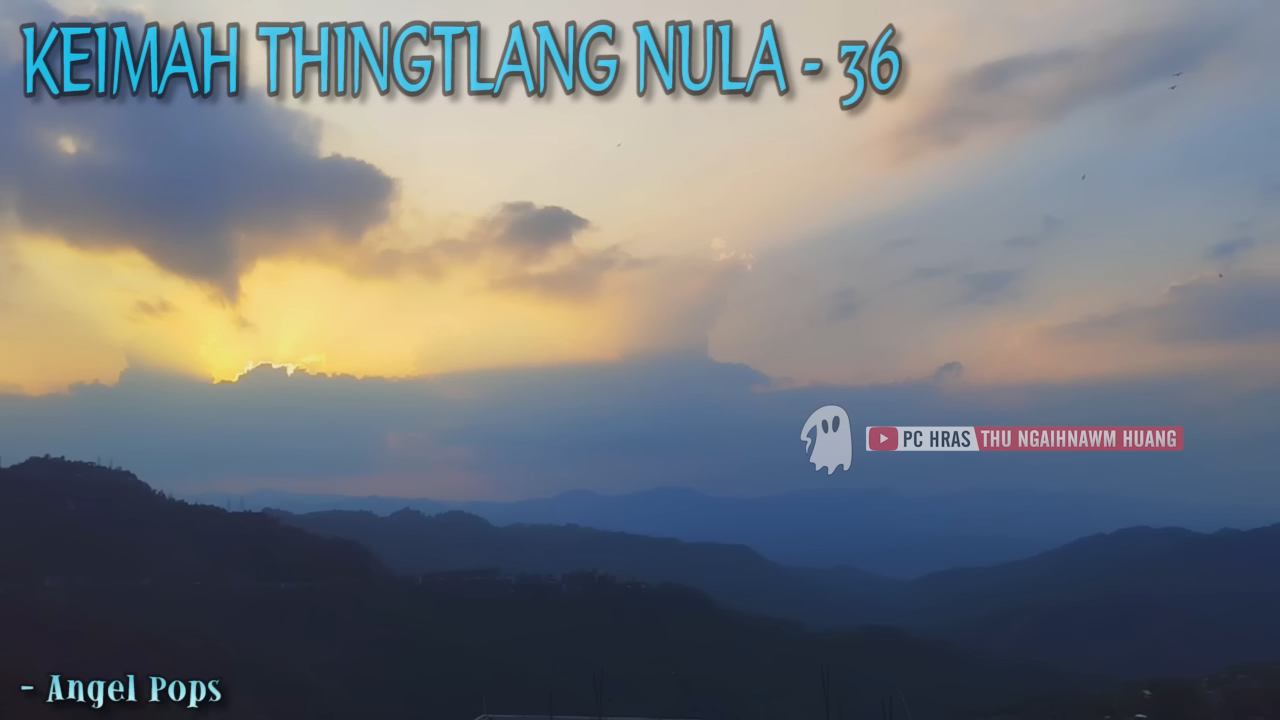 KEIMAH THINGTLANG NULA - 36
PC HRAS THU NGAIHNAWM HUANG
- Angel Pops